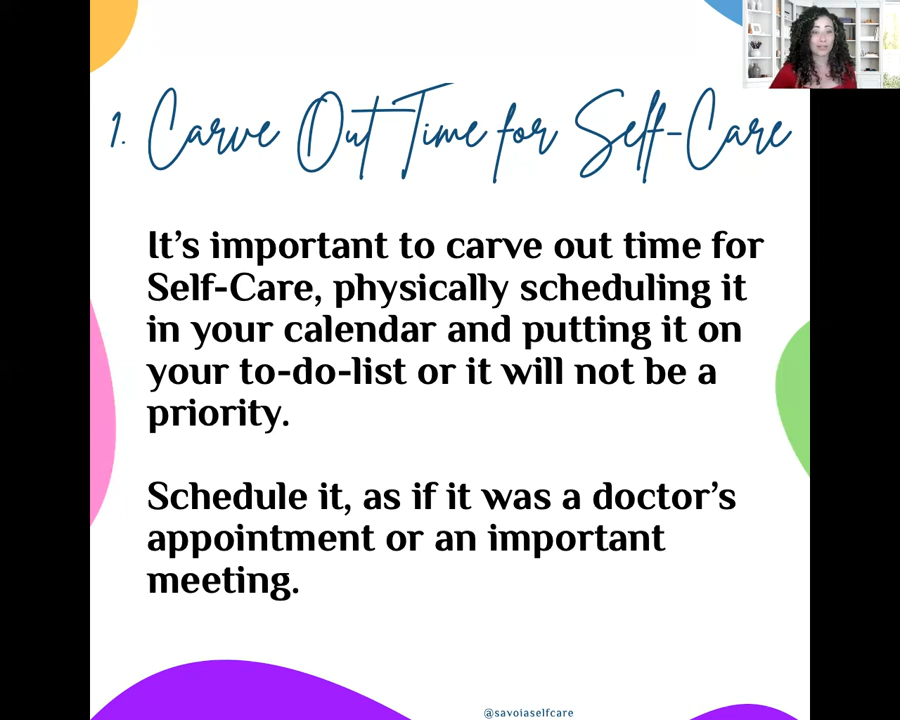 1. Carve Out Time for Self-Care
It's important to carve out time for
Self-Care, physically scheduling it
in your calendar and putting it on
your to-do-list or it will not be a
priority.
Schedule it, as if it was a doctor's
appointment or an important
meeting.
@savoiaselfcare